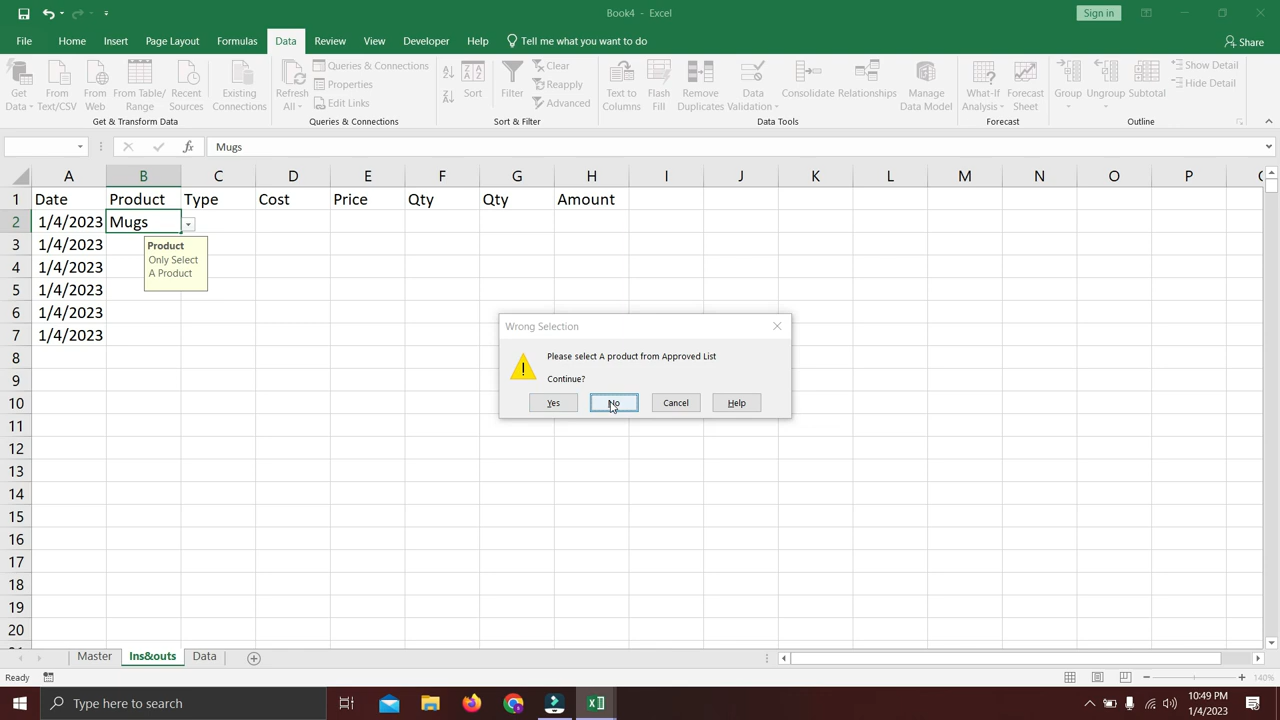 Book4 - Excel
Sign in
File Home Insert Page Layout Formulas Data Review View Developer Help Tell me what you want to do
Share
Get Data
From Text/CSV
From Web
From Table/ Range
Recent Sources
Existing Connections
Get & Transform Data
Refresh All
Queries & Connections
Properties
Edit Links
Queries & Connections
Sort
Filter
Clear
Reapply
Advanced
Sort & Filter
Text to Columns
Flash Fill
Remove Duplicates
Data Validation
Consolidate
Relationships
Manage Data Model
Data Tools
What-If Analysis
Forecast Sheet
Forecast
Group
Ungroup
Subtotal
Show Detail
Hide Detail
Outline
fx Mugs
A B C D E F G H I J K L M N O P
1 Date Product Type Cost Price Qty Qty Amount
2 1/4/2023 Mugs
3 1/4/2023
4 1/4/2023
5 1/4/2023
6 1/4/2023
7 1/4/2023
8
9
10
11
12
13
14
15
16
17
18
19
20
Product
Only Select
A Product
Wrong Selection
Please select A product from Approved List
Continue?
Yes No Cancel Help
Master Ins&outs Data
Ready
140%
Type here to search
10:49 PM
1/4/2023